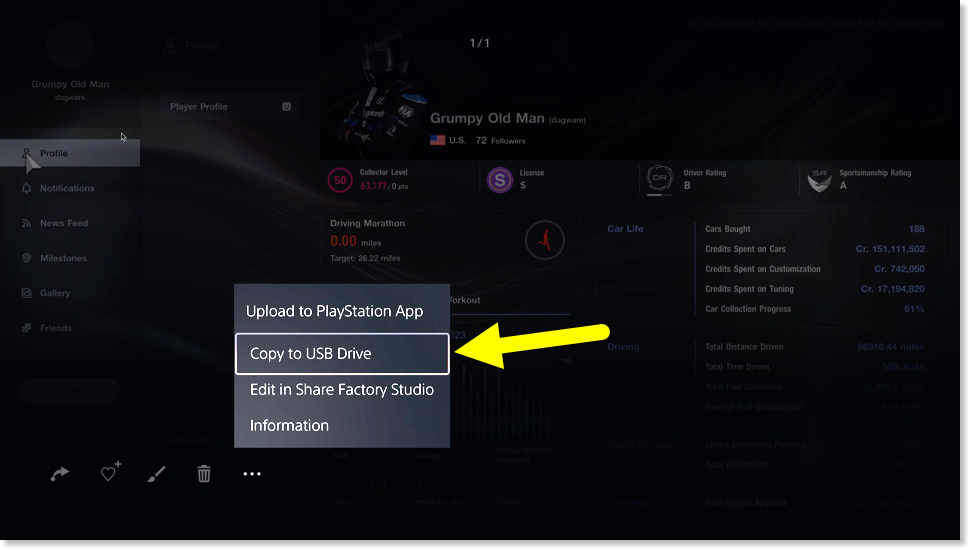 1/1
Grumpy Old Man
dagware
Profile
Player Profile
Grumpy Old Man (dagware)
U.S. 72 Followers
Profile
Notifications
News Feed
Milestones
Gallery
Friends
50
Collector Level
63,177/0 pts
S
License
S
DR
Driver Rating
B
SR
Sportsmanship Rating
A
Driving Marathon
0.00 miles
Target: 26.22 miles
Workout
Car Life
Cars Bought 188
Credits Spent on Cars Cr. 151,111,502
Credits Spent on Customization Cr. 742,050
Credits Spent on Tuning Cr. 17,194,820
Car Collection Progress 61%
Driving
Total Distance Driven 86316.44 miles
Total Time Driven
Total Fuel Consumed
Average Fuel Consumption
Circuit Experience Progress
Upload to PlayStation App
Copy to USB Drive
Edit in Share Factory Studio
Information